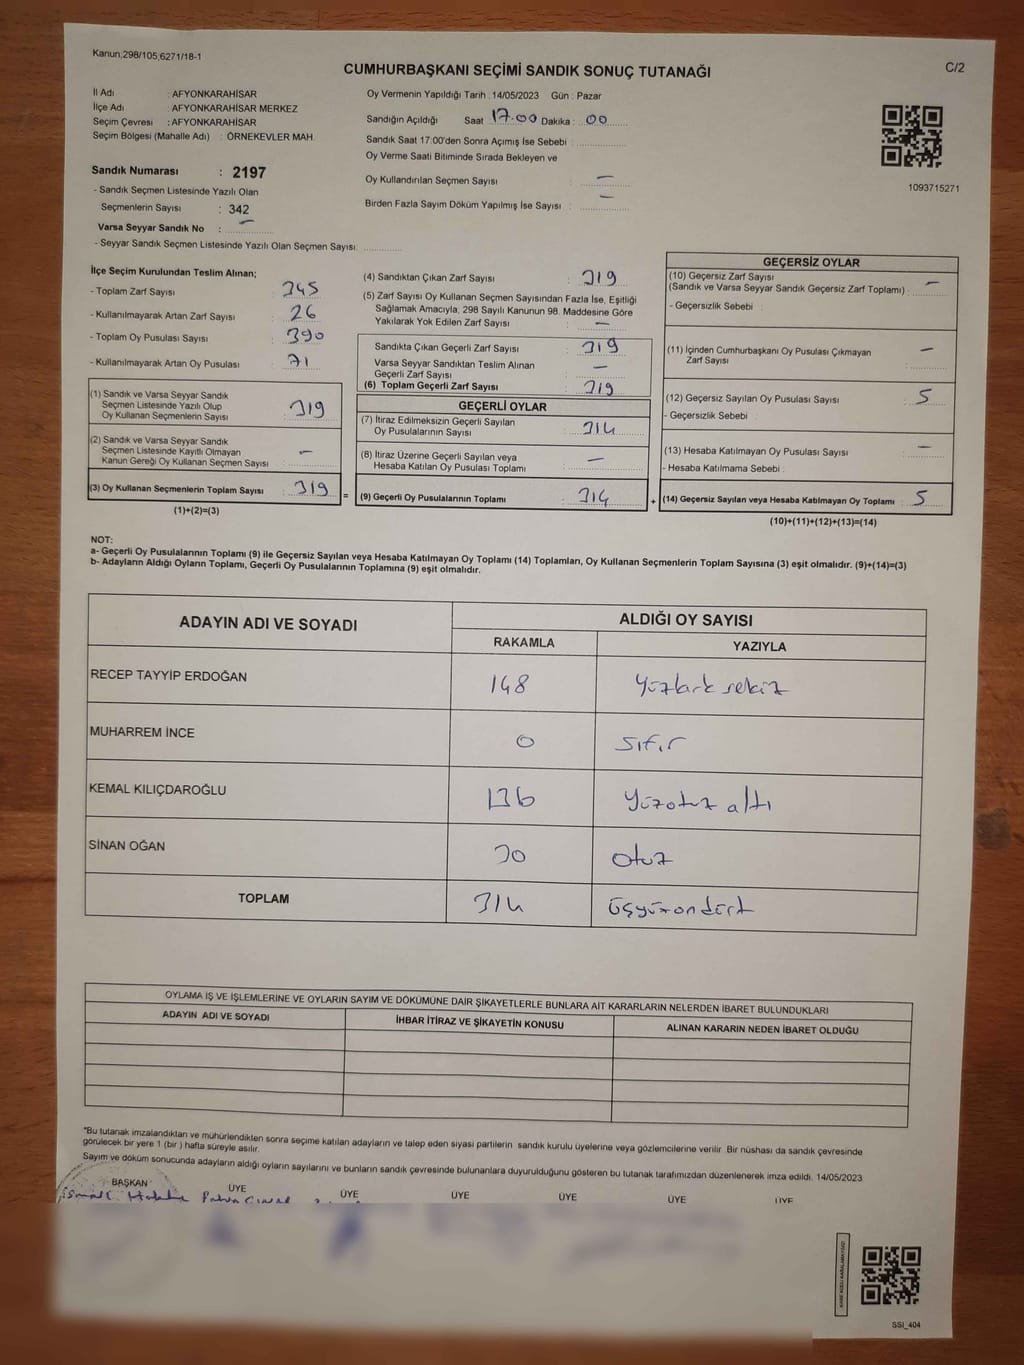 Kanun;298/105;6271/18-1
C/2
CUMHURBAŞKANI SEÇİMİ SANDIK SONUÇ TUTANAĞI
İl Adı : AFYONKARAHİSAR
İlçe Adı : AFYONKARAHİSAR MERKEZ
Seçim Çevresi : AFYONKARAHİSAR
Seçim Bölgesi (Mahalle Adı) : ÖRNEKEVLER MAH.
Sandık Numarası : 2197
- Sandık Seçmen Listesinde Yazılı Olan
Seçmenlerin Sayısı : 342
Varsa Seyyar Sandık No : —
- Seyyar Sandık Seçmen Listesinde Yazılı Olan Seçmen Sayısı:
Oy Vermenin Yapıldığı Tarih : 14/05/2023 Gün : Pazar
Sandığın Açıldığı Saat 17.00 Dakika : 00
Sandık Saat 17:00'den Sonra Açımış İse Sebebi :
Oy Verme Saati Bitiminde Sırada Bekleyen ve
Oy Kullandırılan Seçmen Sayısı : —
Birden Fazla Sayım Döküm Yapılmış İse Sayısı : —
1093715271
İlçe Seçim Kurulundan Teslim Alınan;
- Toplam Zarf Sayısı : 345
- Kullanılmayarak Artan Zarf Sayısı : 26
- Toplam Oy Pusulası Sayısı : 390
- Kullanılmayarak Artan Oy Pusulası : 71
(1) Sandık ve Varsa Seyyar Sandık
Seçmen Listesinde Yazılı Olup
Oy Kullanan Seçmenlerin Sayısı : 319
(2) Sandık ve Varsa Seyyar Sandık
Seçmen Listesinde Kayıtlı Olmayan
Kanun Gereği Oy Kullanan Seçmen Sayısı : —
(3) Oy Kullanan Seçmenlerin Toplam Sayısı : 319
(1)+(2)=(3)
=
(4) Sandıktan Çıkan Zarf Sayısı : 319
(5) Zarf Sayısı Oy Kullanan Seçmen Sayısından Fazla İse, Eşitliği
Sağlamak Amacıyla, 298 Sayılı Kanunun 98. Maddesine Göre
Yakılarak Yok Edilen Zarf Sayısı : —
Sandıkta Çıkan Geçerli Zarf Sayısı : 319
Varsa Seyyar Sandıktan Teslim Alınan
Geçerli Zarf Sayısı : —
(6) Toplam Geçerli Zarf Sayısı : 319
GEÇERLİ OYLAR
(7) İtiraz Edilmeksizin Geçerli Sayılan
Oy Pusulalarının Sayısı : 314
(8) İtiraz Üzerine Geçerli Sayılan veya
Hesaba Katılan Oy Pusulası Toplamı : —
(9) Geçerli Oy Pusulalarının Toplamı : 314
+
GEÇERSİZ OYLAR
(10) Geçersiz Zarf Sayısı
(Sandık ve Varsa Seyyar Sandık Geçersiz Zarf Toplamı) : —
- Geçersizlik Sebebi :
(11) İçinden Cumhurbaşkanı Oy Pusulası Çıkmayan
Zarf Sayısı : —
(12) Geçersiz Sayılan Oy Pusulası Sayısı : 5
- Geçersizlik Sebebi :
(13) Hesaba Katılmayan Oy Pusulası Sayısı : —
- Hesaba Katılmama Sebebi :
(14) Geçersiz Sayılan veya Hesaba Katılmayan Oy Toplamı : 5
(10)+(11)+(12)+(13)=(14)
NOT:
a- Geçerli Oy Pusulalarının Toplamı (9) ile Geçersiz Sayılan veya Hesaba Katılmayan Oy Toplamı (14) Toplamları, Oy Kullanan Seçmenlerin Toplam Sayısına (3) eşit olmalıdır. (9)+(14)=(3)
b- Adayların Aldığı Oyların Toplamı, Geçerli Oy Pusulalarının Toplamına (9) eşit olmalıdır.
ADAYIN ADI VE SOYADI ALDIĞI OY SAYISI
RAKAMLA YAZIYLA
RECEP TAYYİP ERDOĞAN 148 Yüzkırk sekiz
MUHARREM İNCE 0 Sıfır
KEMAL KILIÇDAROĞLU 136 Yüzotuz altı
SİNAN OĞAN 30 Otuz
TOPLAM 314 üçyüzondört
OYLAMA İŞ VE İŞLEMLERİNE VE OYLARIN SAYIM VE DÖKÜMÜNE DAİR ŞİKAYETLERLE BUNLARA AİT KARARLARIN NELERDEN İBARET BULUNDUKLARI
ADAYIN ADI VE SOYADI İHBAR İTİRAZ VE ŞİKAYETİN KONUSU ALINAN KARARIN NEDEN İBARET OLDUĞU
*Bu tutanak imzalandıktan ve mühürlendikten sonra seçime katılan adayların ve talep eden siyasi partilerin sandık kurulu üyelerine veya gözlemcilerine verilir. Bir nüshası da sandık çevresinde
görülecek bir yere 1 (bir ) hafta süreyle asılır.
Sayım ve döküm sonucunda adayların aldığı oyların sayılarını ve bunların sandık çevresinde bulunanlara duyurulduğunu gösteren bu tutanak tarafımızdan düzenlenerek imza edildi. 14/05/2023
BAŞKAN ÜYE ÜYE ÜYE ÜYE ÜYE ÜYE
SSI_404